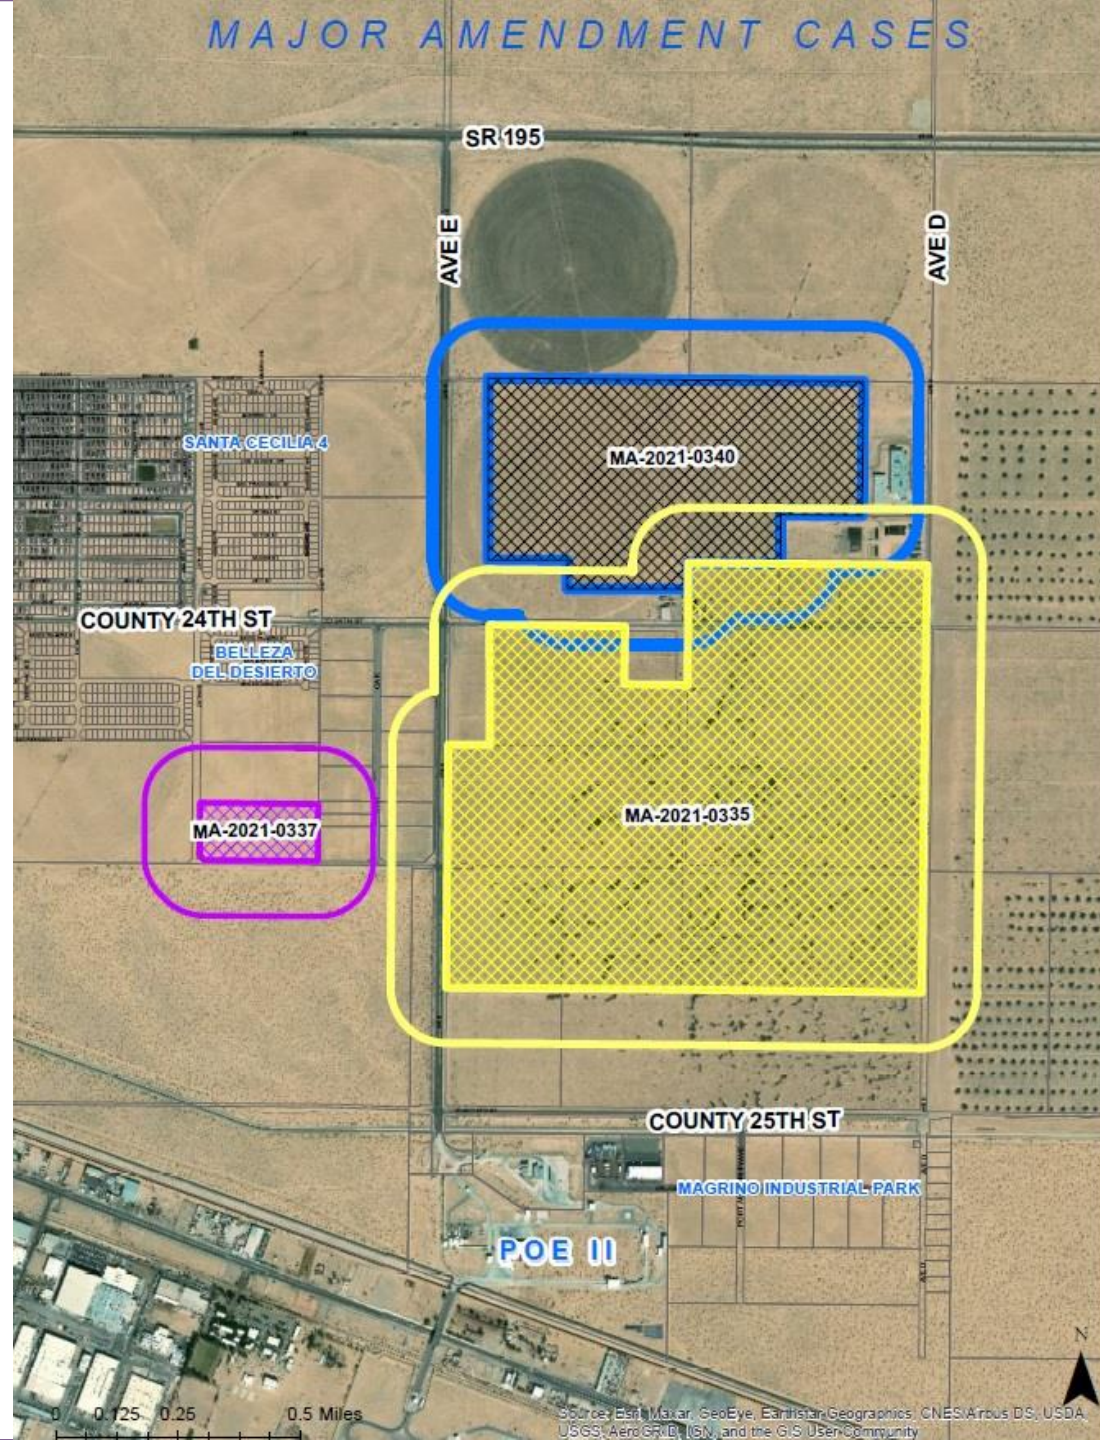 MAJOR AMENDMENT CASES
SR 195
AVE E
AVE D
SANTA CECILIA 4
MA-2021-0340
COUNTY 24TH ST
BELLEZA
DEL DESIERTO
OAK
MA-2021-0335
MA-2021-0337
COUNTY 25TH ST
MAGRINO INDUSTRIAL PARK
POE II
N
0 0.125 0.25 0.5 Miles
Source: Esri, Maxar, GeoEye, Earthstar Geographics, CNES/Airbus DS, USDA,
USGS, AeroGRID, IGN, and the GIS User Community